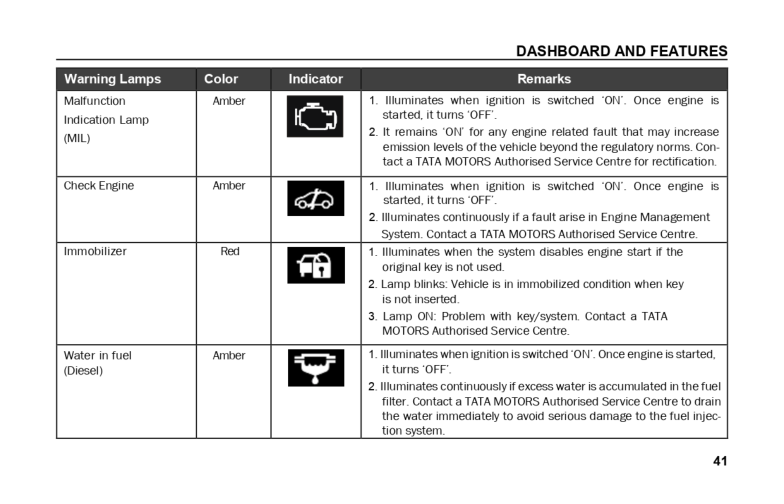 DASHBOARD AND FEATURES
Warning Lamps Color Indicator Remarks
Malfunction Amber
Indication Lamp
(MIL)
1. Illuminates when ignition is switched ‘ON’. Once engine is
started, it turns ‘OFF’.
2. It remains ‘ON’ for any engine related fault that may increase
emission levels of the vehicle beyond the regulatory norms. Con-
tact a TATA MOTORS Authorised Service Centre for rectification.
Check Engine Amber
1. Illuminates when ignition is switched ‘ON’. Once engine is
started, it turns ‘OFF’.
2. Illuminates continuously if a fault arise in Engine Management
System. Contact a TATA MOTORS Authorised Service Centre.
Immobilizer Red
1. Illuminates when the system disables engine start if the
original key is not used.
2. Lamp blinks: Vehicle is in immobilized condition when key
is not inserted.
3. Lamp ON: Problem with key/system. Contact a TATA
MOTORS Authorised Service Centre.
Water in fuel Amber
(Diesel)
1. Illuminates when ignition is switched ‘ON’. Once engine is started,
it turns ‘OFF’.
2. Illuminates continuously if excess water is accumulated in the fuel
filter. Contact a TATA MOTORS Authorised Service Centre to drain
the water immediately to avoid serious damage to the fuel injec-
tion system.
41